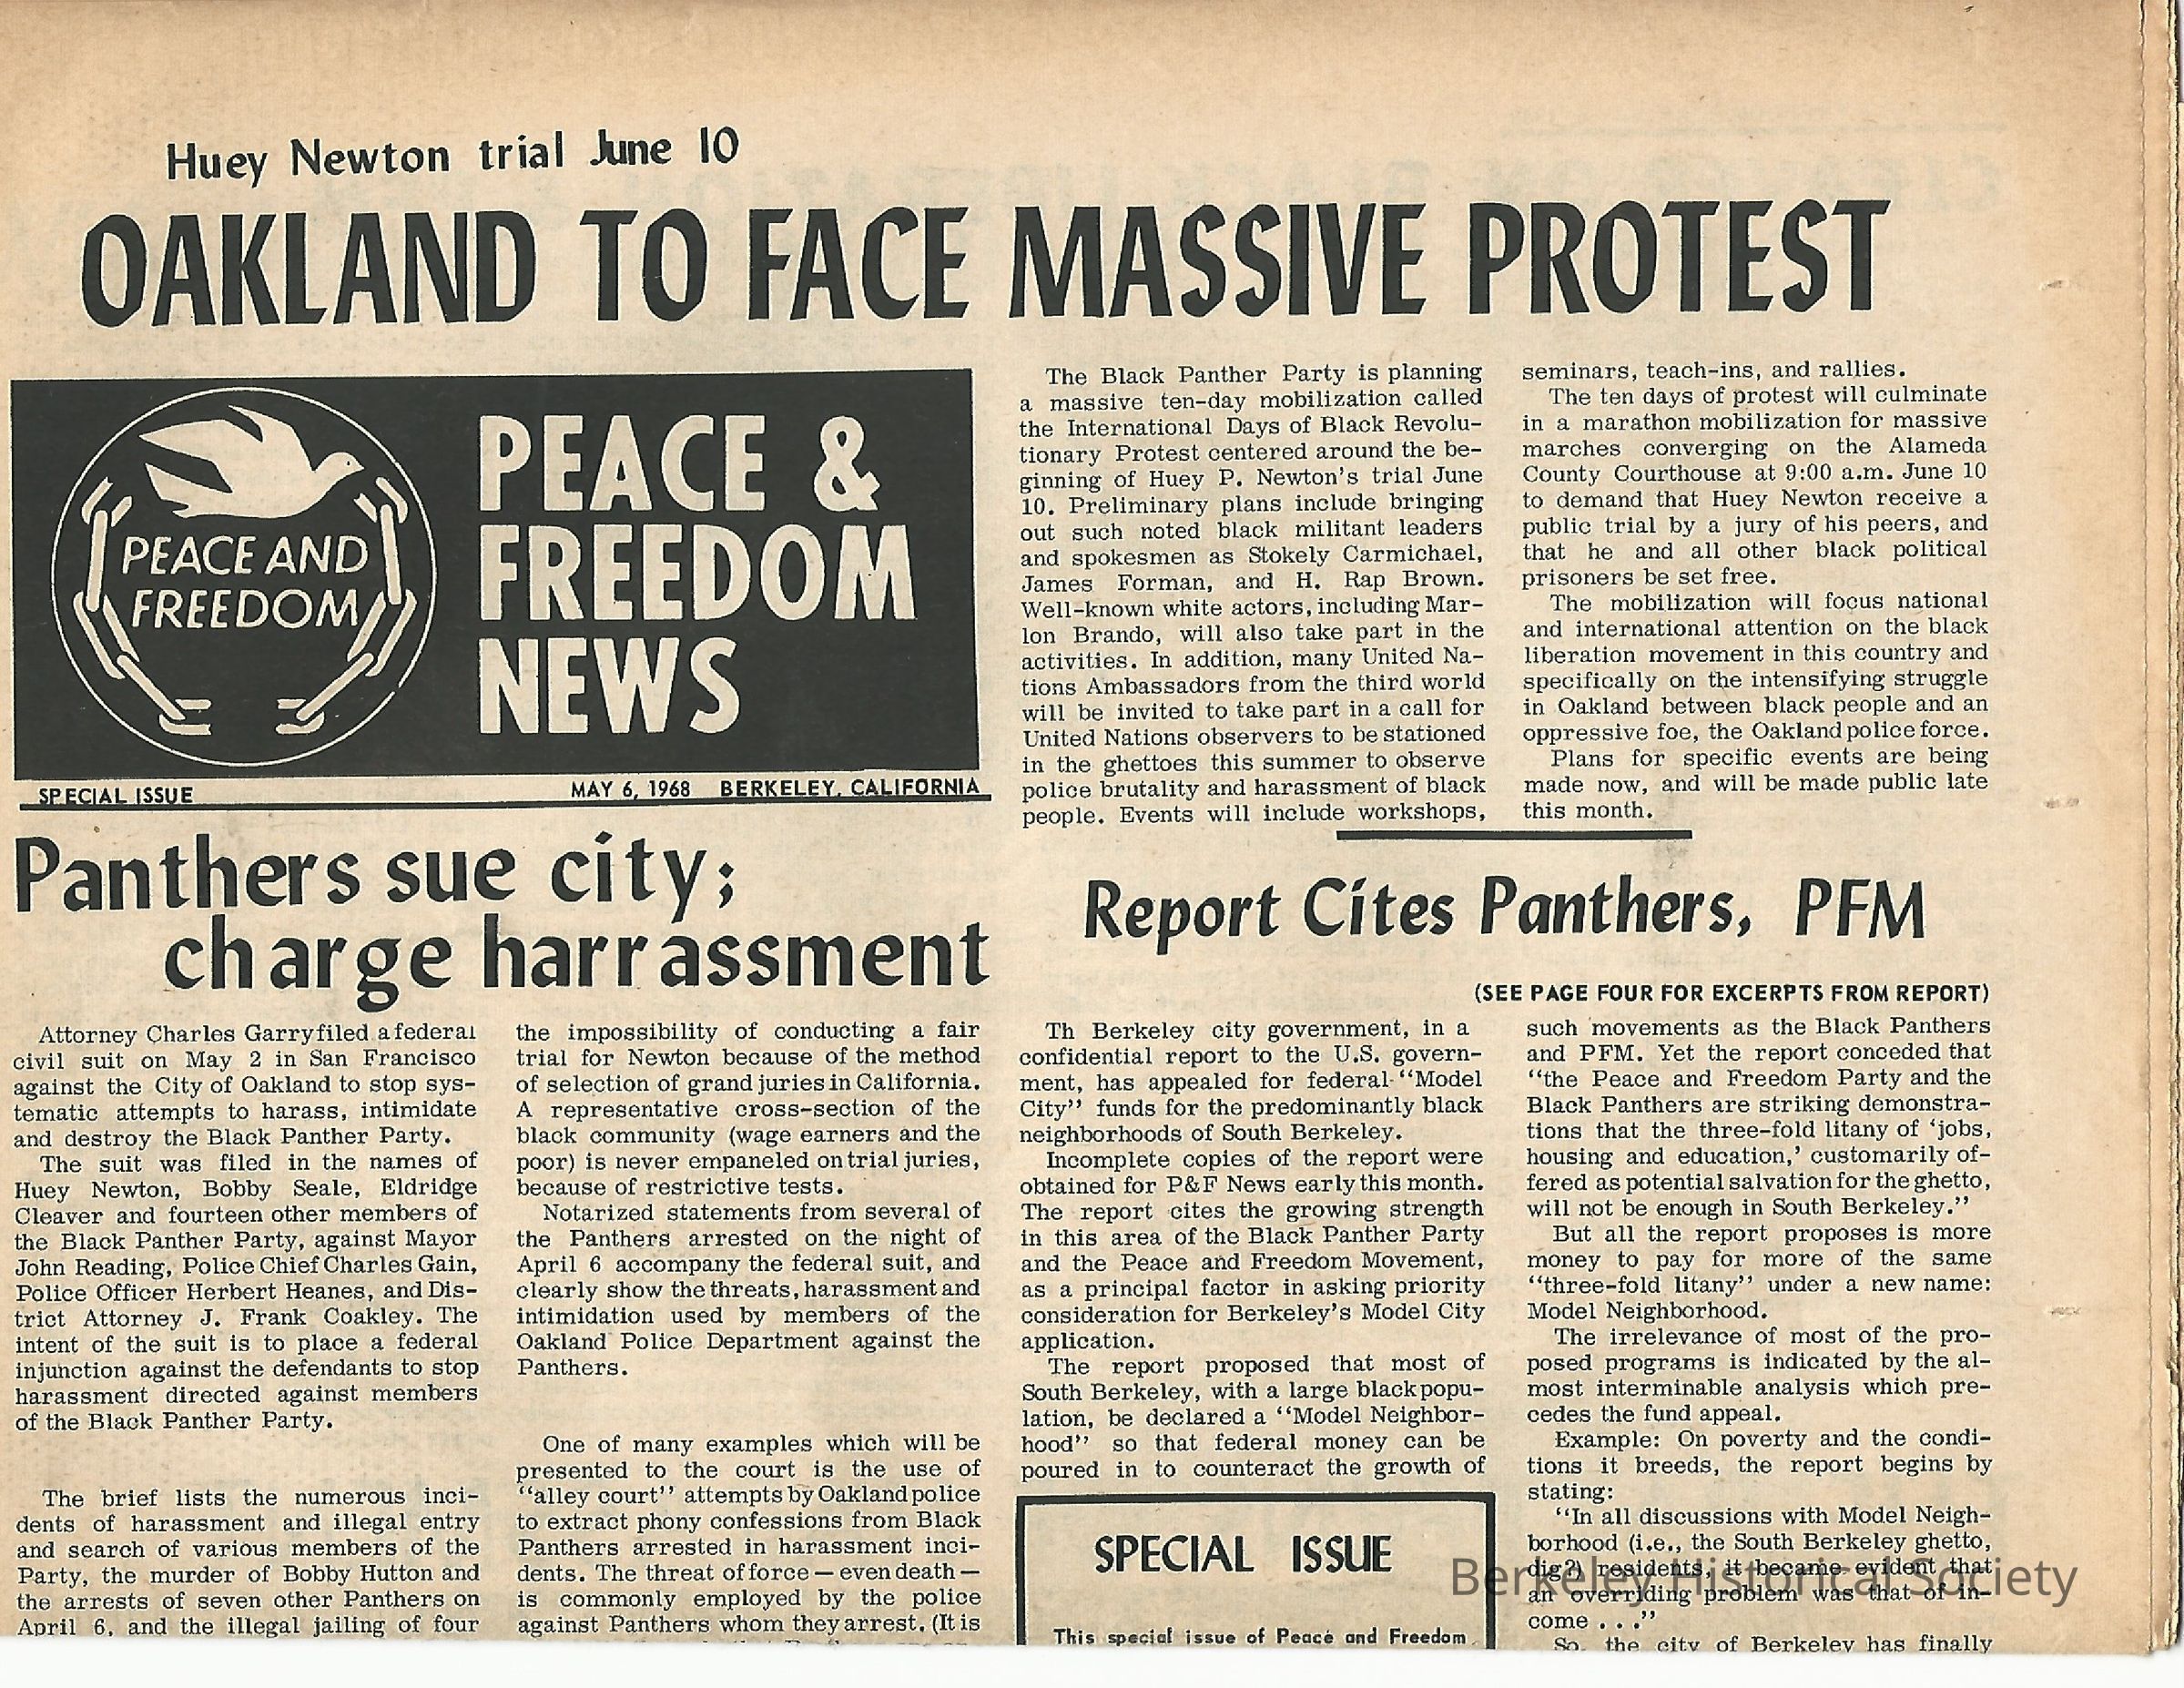 Huey Newton trial June 10
OAKLAND TO FACE MASSIVE PROTEST
PEACE AND
FREEDOM
PEACE &
FREEDOM
NEWS
SPECIAL ISSUE MAY 6, 1968 BERKELEY, CALIFORNIA
The Black Panther Party is planning
a massive ten-day mobilization called
the International Days of Black Revolu-
tionary Protest centered around the be-
ginning of Huey P. Newton's trial June
10. Preliminary plans include bringing
out such noted black militant leaders
and spokesmen as Stokely Carmichael,
James Forman, and H. Rap Brown.
Well-known white actors, including Mar-
lon Brando, will also take part in the
activities. In addition, many United Na-
tions Ambassadors from the third world
will be invited to take part in a call for
United Nations observers to be stationed
in the ghettoes this summer to observe
police brutality and harassment of black
people. Events will include workshops,
seminars, teach-ins, and rallies.
The ten days of protest will culminate
in a marathon mobilization for massive
marches converging on the Alameda
County Courthouse at 9:00 a.m. June 10
to demand that Huey Newton receive a
public trial by a jury of his peers, and
that he and all other black political
prisoners be set free.
The mobilization will focus national
and international attention on the black
liberation movement in this country and
specifically on the intensifying struggle
in Oakland between black people and an
oppressive foe, the Oakland police force.
Plans for specific events are being
made now, and will be made public late
this month.
Panthers sue city;
charge harrassment
Attorney Charles Garry filed a federal
civil suit on May 2 in San Francisco
against the City of Oakland to stop sys-
tematic attempts to harass, intimidate
and destroy the Black Panther Party.
The suit was filed in the names of
Huey Newton, Bobby Seale, Eldridge
Cleaver and fourteen other members of
the Black Panther Party, against Mayor
John Reading, Police Chief Charles Gain,
Police Officer Herbert Heanes, and Dis-
trict Attorney J. Frank Coakley. The
intent of the suit is to place a federal
injunction against the defendants to stop
harassment directed against members
of the Black Panther Party.
The brief lists the numerous inci-
dents of harassment and illegal entry
and search of various members of the
Party, the murder of Bobby Hutton and
the arrests of seven other Panthers on
April 6, and the illegal jailing of four
the impossibility of conducting a fair
trial for Newton because of the method
of selection of grand juries in California.
A representative cross-section of the
black community (wage earners and the
poor) is never empaneled on trial juries,
because of restrictive tests.
Notarized statements from several of
the Panthers arrested on the night of
April 6 accompany the federal suit, and
clearly show the threats, harassment and
intimidation used by members of the
Oakland Police Department against the
Panthers.
One of many examples which will be
presented to the court is the use of
"alley court" attempts by Oakland police
to extract phony confessions from Black
Panthers arrested in harassment inci-
dents. The threat of force — even death —
is commonly employed by the police
against Panthers whom they arrest. (It is
Report Cites Panthers, PFM
(SEE PAGE FOUR FOR EXCERPTS FROM REPORT)
Th Berkeley city government, in a
confidential report to the U.S. govern-
ment, has appealed for federal "Model
City" funds for the predominantly black
neighborhoods of South Berkeley.
Incomplete copies of the report were
obtained for P&F News early this month.
The report cites the growing strength
in this area of the Black Panther Party
and the Peace and Freedom Movement,
as a principal factor in asking priority
consideration for Berkeley's Model City
application.
The report proposed that most of
South Berkeley, with a large black popu-
lation, be declared a "Model Neighbor-
hood" so that federal money can be
poured in to counteract the growth of
SPECIAL ISSUE
This special issue of Peace and Freedom
such movements as the Black Panthers
and PFM. Yet the report conceded that
"the Peace and Freedom Party and the
Black Panthers are striking demonstra-
tions that the three-fold litany of 'jobs,
housing and education,' customarily of-
fered as potential salvation for the ghetto,
will not be enough in South Berkeley."
But all the report proposes is more
money to pay for more of the same
"three-fold litany" under a new name:
Model Neighborhood.
The irrelevance of most of the pro-
posed programs is indicated by the al-
most interminable analysis which pre-
cedes the fund appeal.
Example: On poverty and the condi-
tions it breeds, the report begins by
stating:
"In all discussions with Model Neigh-
borhood (i.e., the South Berkeley ghetto,
dig?) residents, it became evident that
an overriding problem was that of in-
come . . ."
So, the city of Berkeley has finally
Berkeley Historical Society